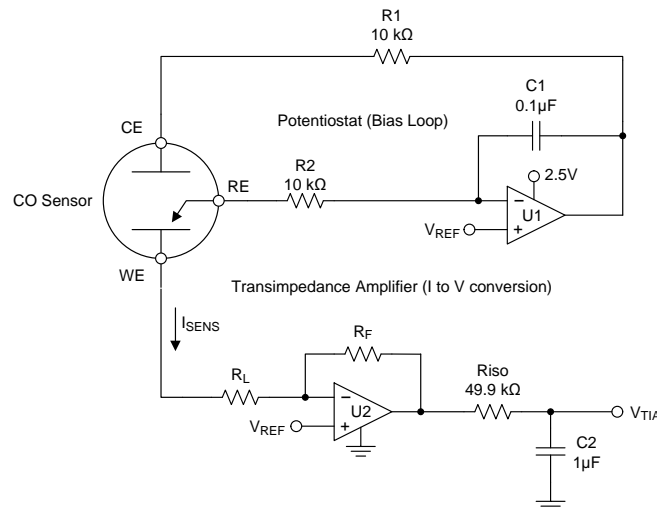 R1
10 kΩ
C1
0.1µF
Potentiostat (Bias Loop)
CE
R2
10 kΩ
RE
2.5V
CO Sensor
U1
VREF
−
+
WE
Transimpedance Amplifier (I to V conversion)
ISENS
RF
RL
Riso
49.9 kΩ
−
+
U2
VREF
VTIA
C2
1µF